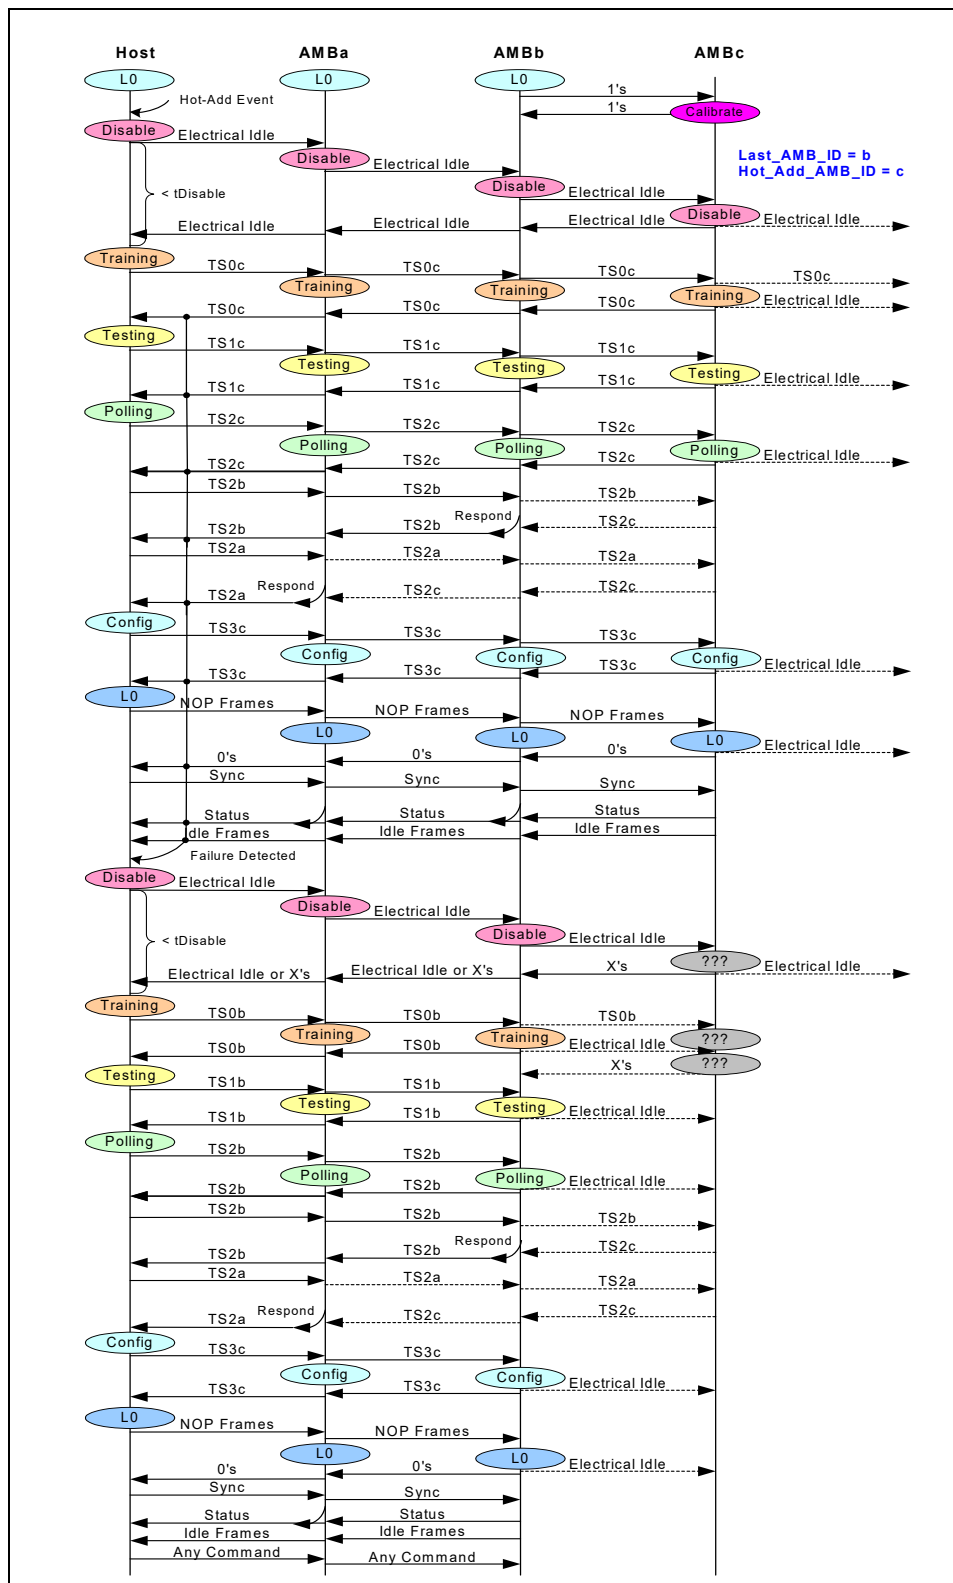 Host AMBa AMBb AMBc
L0 L0 L0
1's
Hot-Add Event
1's Calibrate
Disable
Electrical Idle
Disable
Electrical Idle
Last_AMB_ID = b
Hot_Add_AMB_ID = c
Disable
< tDisable
Electrical Idle
Disable
Electrical Idle Electrical Idle Electrical Idle Electrical Idle
Training
TS0c TS0c TS0c TS0c
Training Training Training
TS0c TS0c TS0c Electrical Idle
Testing
TS1c TS1c TS1c
Testing Testing Testing
TS1c TS1c TS1c Electrical Idle
Polling
TS2c TS2c TS2c
Polling Polling Polling
TS2c TS2c TS2c Electrical Idle
TS2b TS2b TS2b
Respond
TS2b TS2b TS2c
TS2a TS2a TS2a
Respond
TS2a TS2c TS2c
Config
TS3c TS3c TS3c
Config Config Config
TS3c TS3c TS3c Electrical Idle
L0
NOP Frames NOP Frames NOP Frames
L0 L0 L0
0's 0's 0's Electrical Idle
Sync Sync Sync
Status Status Status
Idle Frames Idle Frames Idle Frames
Failure Detected
Disable
Electrical Idle
Disable
Electrical Idle
Disable
< tDisable
Electrical Idle
???
Electrical Idle or X's Electrical Idle or X's X's Electrical Idle
Training
TS0b TS0b TS0b
Training Training ???
TS0b TS0b Electrical Idle
X's ???
Testing
TS1b TS1b
Testing Testing
TS1b TS1b Electrical Idle
Polling
TS2b TS2b
Polling Polling
TS2b TS2b Electrical Idle
TS2b TS2b TS2b
Respond
TS2b TS2b TS2c
TS2a TS2a TS2a
Respond
TS2a TS2c TS2c
Config
TS3c TS3c
Config Config
TS3c TS3c Electrical Idle
L0
NOP Frames NOP Frames
L0 L0
0's 0's Electrical Idle
Sync Sync
Status Status
Idle Frames Idle Frames
Any Command Any Command